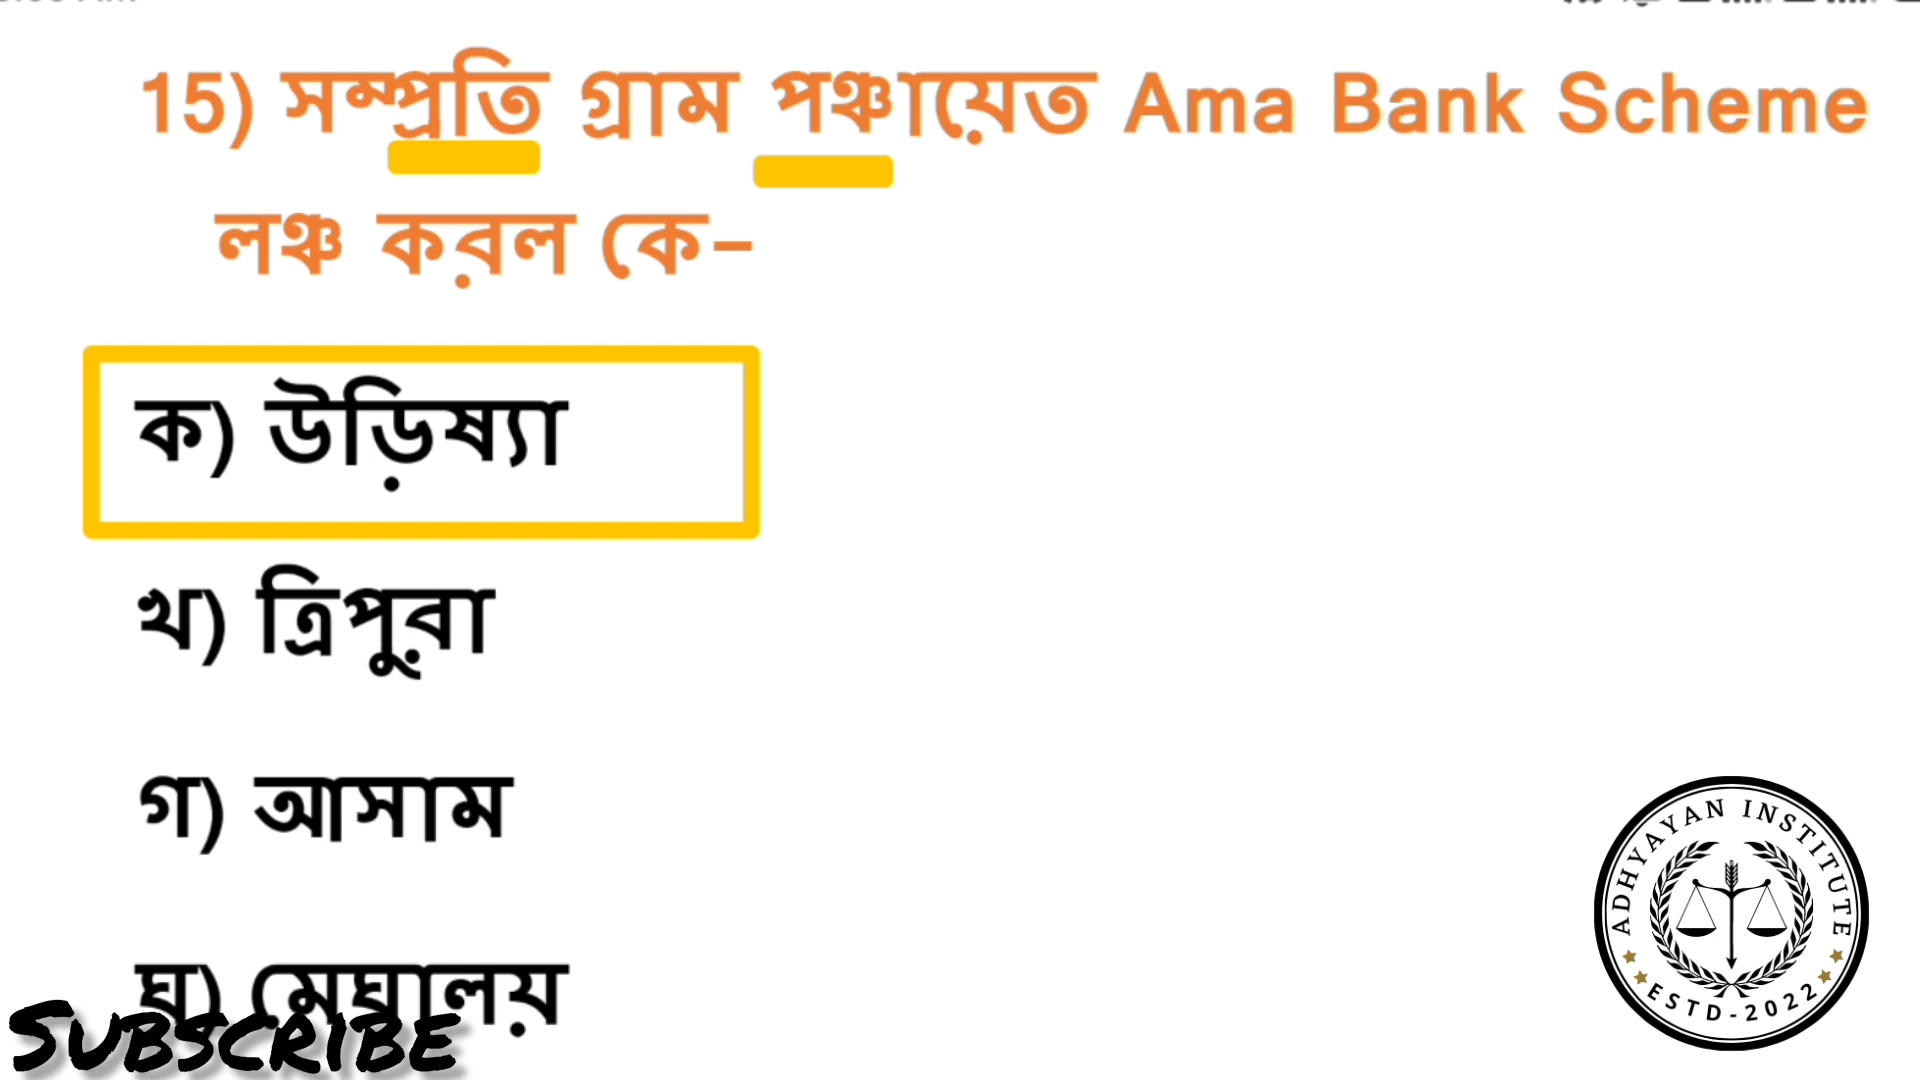 15) সম্প্রতি গ্রাম পঞ্চায়েত Ama Bank Scheme
লঞ্চ করল কে–
ক) উড়িষ্যা
খ) ত্রিপুরা
গ) আসাম
ঘ) মেঘালয়
SUBSCRIBE
ADHYAYAN INSTITUTE
ESTD-2022